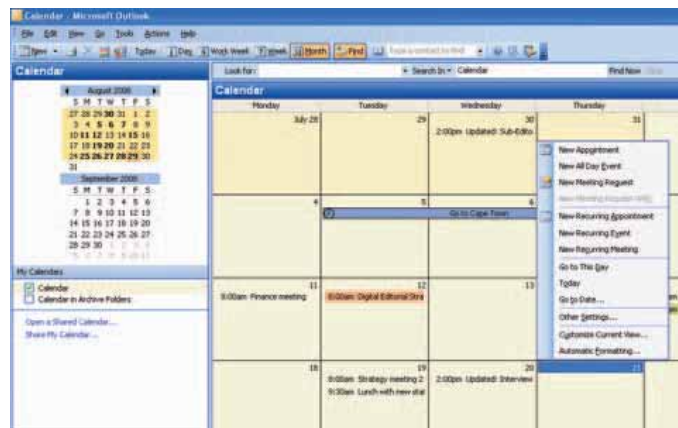 Calendar - Microsoft Outlook
File Edit View Go Tools Actions Help
New Today Day Work Week Week Month Find Type a contact to find
Calendar
Look for: Search In Calendar Find Now
August 2008
S M T W T F S
27 28 29 30 31 1 2
3 4 5 6 7 8 9
10 11 12 13 14 15 16
17 18 19 20 21 22 23
24 25 26 27 28 29 30
31
September 2008
S M T W T F S
1 2 3 4 5 6
7 8 9 10 11 12 13
14 15 16 17 18 19 20
21 22 23 24 25 26 27
28 29 30
My Calendars
Calendar
Calendar in Archive Folders
Open a Shared Calendar...
Share My Calendar...
Calendar
Monday Tuesday Wednesday Thursday
July 28 29 30 31
2:00pm Updated: Sub-Edito
4 5 6
Go to Cape Town
11 12 13
8:00am Finance meeting
8:00am Digital Editorial Stra
18 19 20 21
8:00am Strategy meeting 2
9:30am Lunch with new star
2:00pm Updated: Interview
New Appointment
New All Day Event
New Meeting Request
New Recurring Appointment
New Recurring Event
New Recurring Meeting
Go to This Day
Today
Go to Date...
Other Settings...
Customize Current View...
Automatic Formatting...